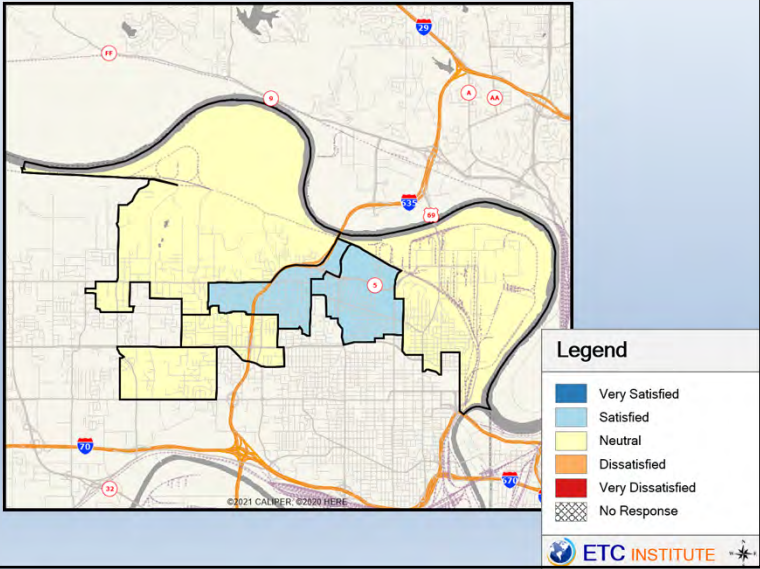 29
FF
A
AA
9
635
69
5
Legend
Very Satisfied
Satisfied
Neutral
Dissatisfied
Very Dissatisfied
No Response
70
32
670
©2021 CALIPER; ©2020 HERE
ETC INSTITUTE